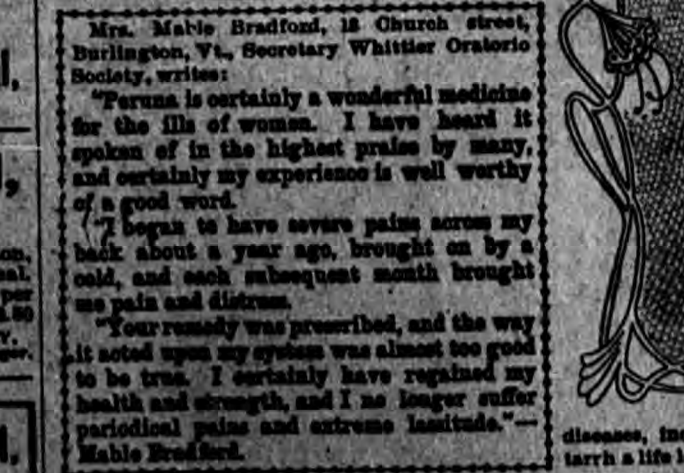 Mrs. Mable Bradford, 18 Church street,
Burlington, Vt., Secretary Whittier Oratorio
Society, writes:
"Peruna is certainly a wonderful medicine
for the ills of women. I have heard it
spoken of in the highest praise by many,
and certainly my experience is well worthy
of a good word.
"I began to have severe pains across my
back about a year ago, brought on by a
cold, and each subsequent month brought
me pain and distress.
"Your remedy was prescribed, and the way
it acted upon my system was almost too good
to be true. I certainly have regained my
health and strength, and I no longer suffer
periodical pains and extreme lassitude."—
Mable Bradford.
diseases, inc
tarrh a life l
per